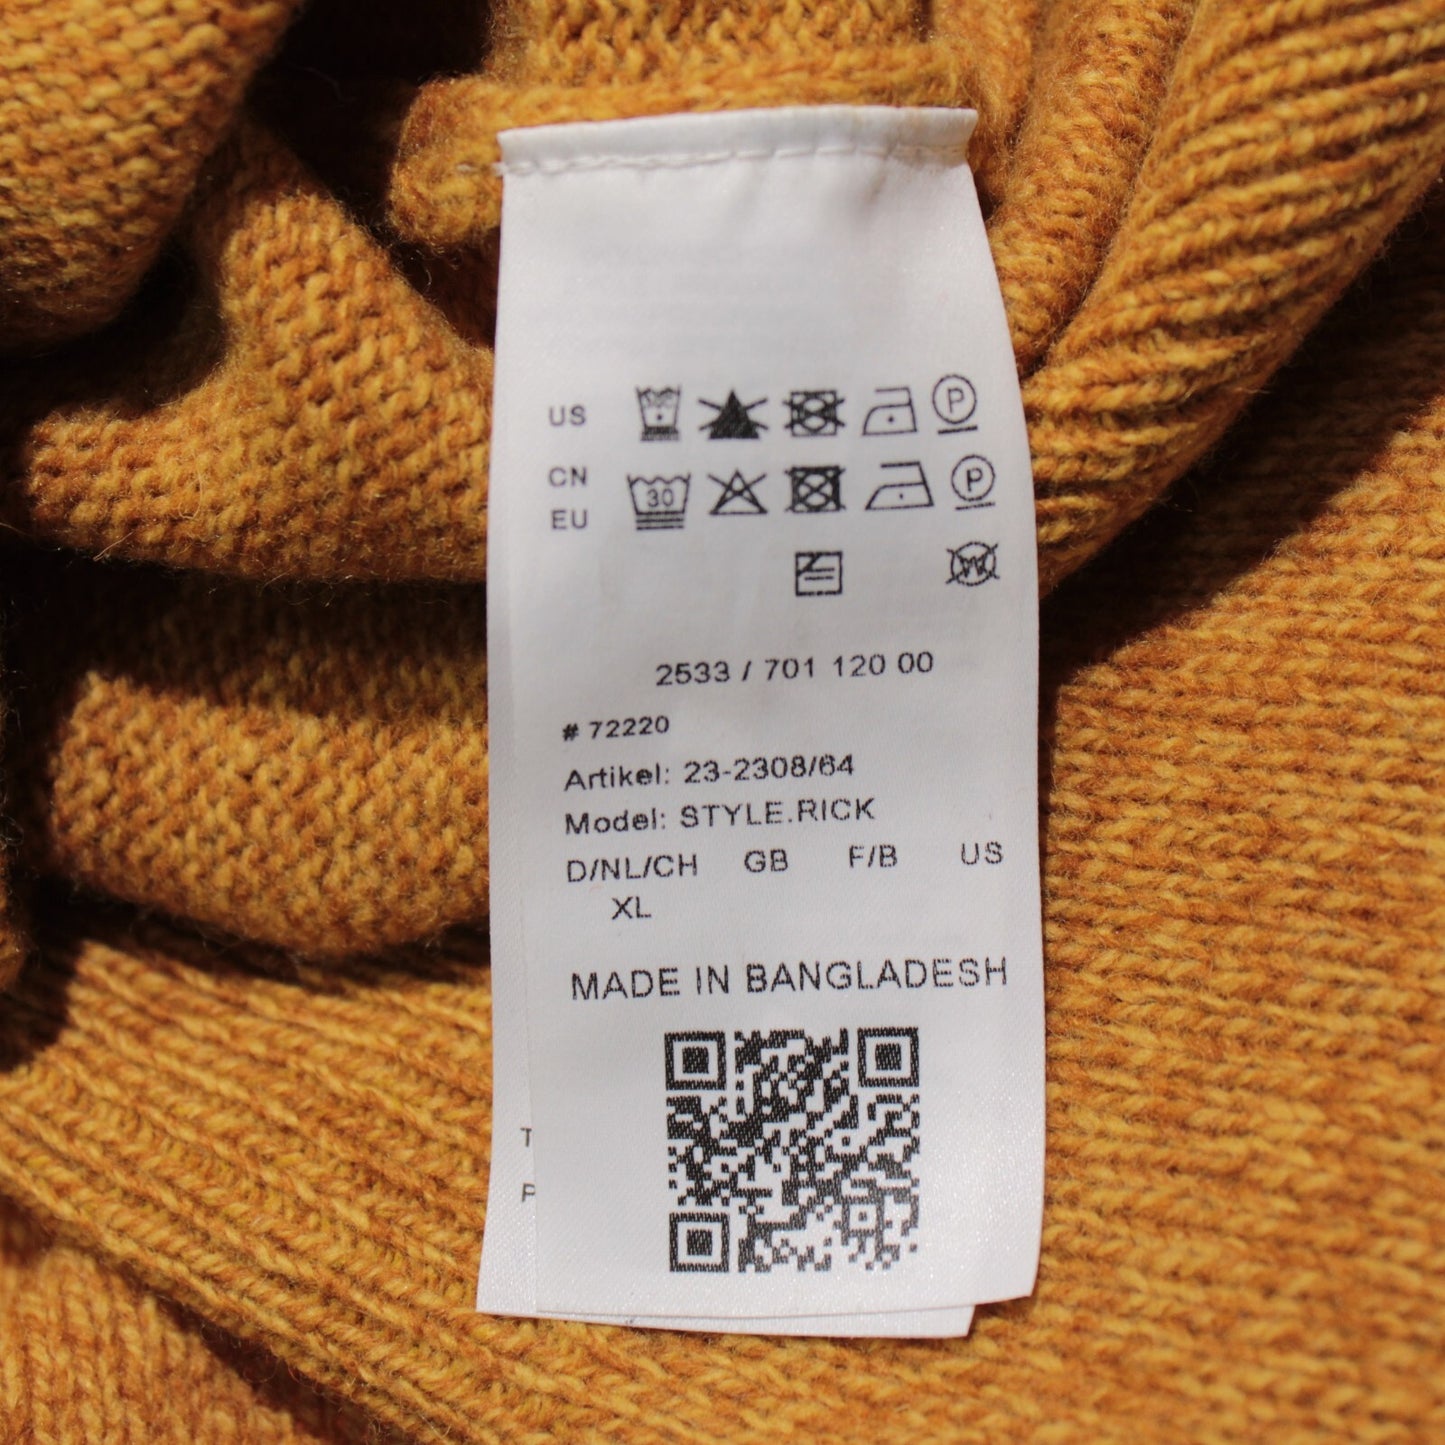 US
P
CN
EU
30
P
W
2533 / 701 120 00
# 72220
Artikel: 23-2308/64
Model: STYLE.RICK
D/NL/CH GB F/B US
XL
MADE IN BANGLADESH
T
P